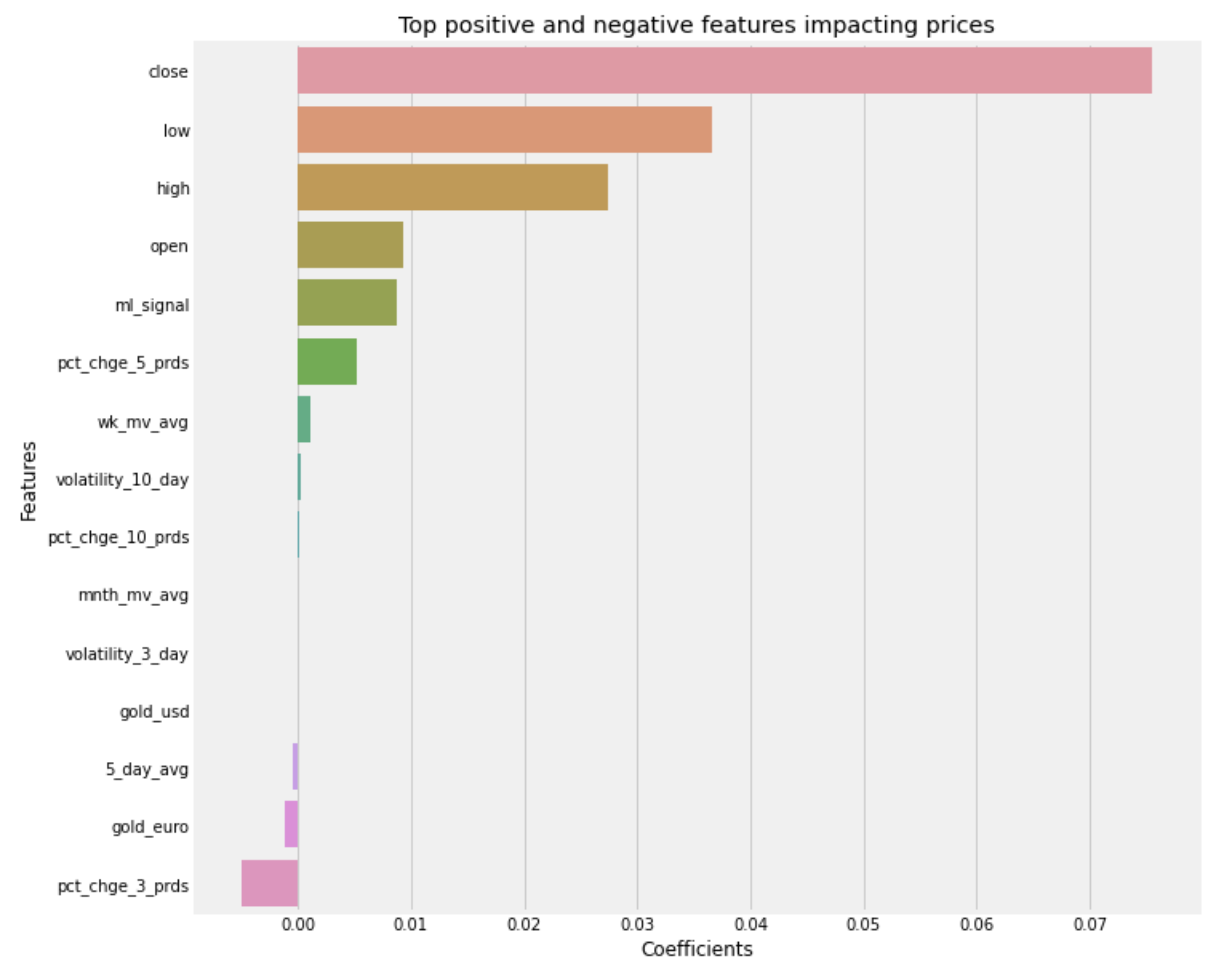 Top positive and negative features impacting prices
close
low
high
open
ml_signal
pct_chge_5_prds
wk_mv_avg
volatility_10_day
pct_chge_10_prds
mnth_mv_avg
volatility_3_day
gold_usd
5_day_avg
gold_euro
pct_chge_3_prds
Features
0.00 0.01 0.02 0.03 0.04 0.05 0.06 0.07
Coefficients